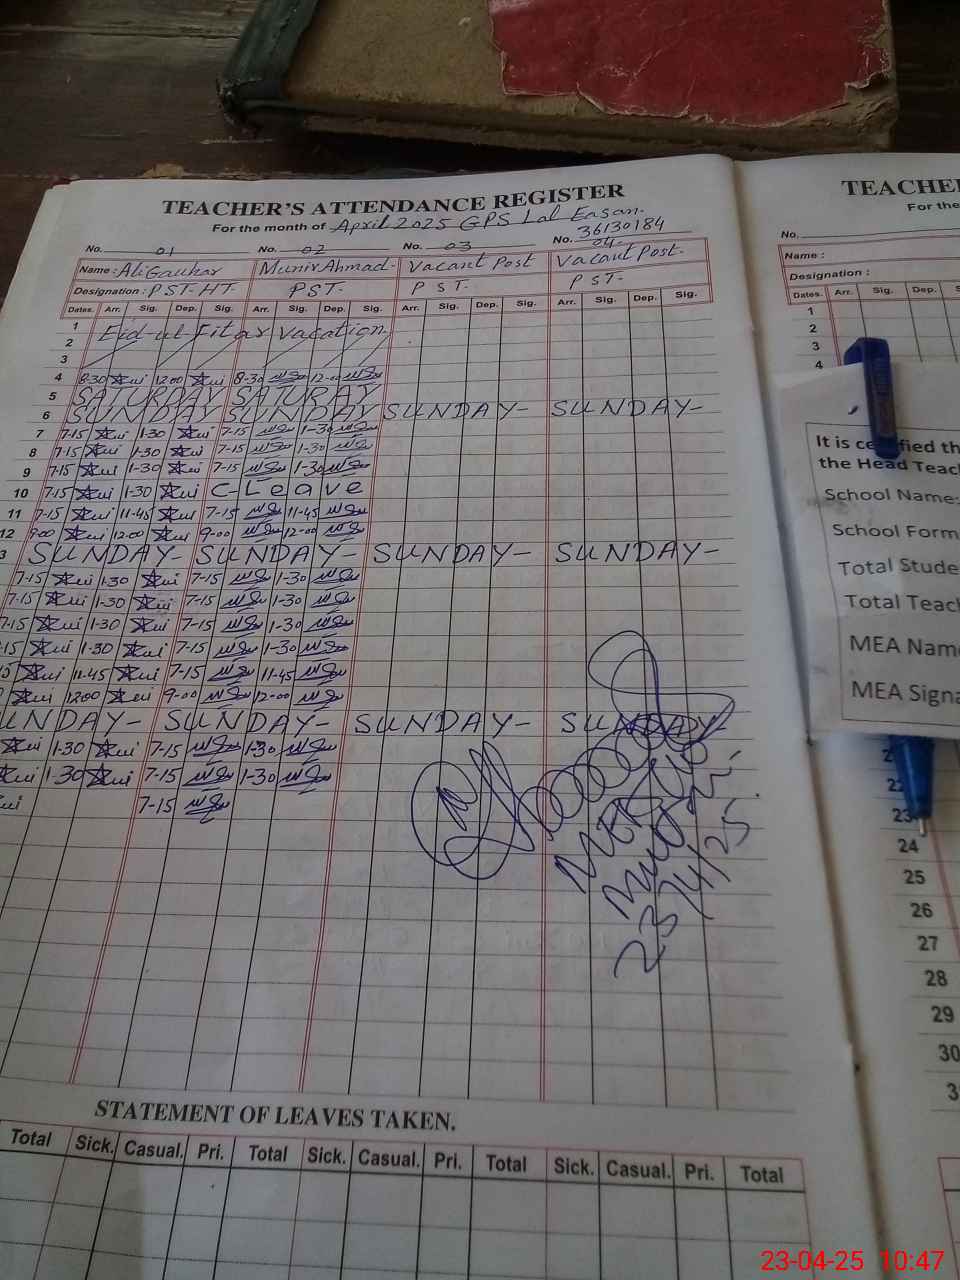 TEACHER'S ATTENDANCE REGISTER
For the month of April 2025 GPS Lal Easan.
36130184
No. 01 No. 02 No. 03 No. 04
Name : Ali Gauhar Munir Ahmad Vacant Post Vacant Post.
Designation : PST-HT. PST. PST. PST.
Dates. Arr. Sig. Dep. Sig. Arr. Sig. Dep. Sig. Arr. Sig. Dep. Sig. Arr. Sig. Dep. Sig.
1
2 Eid-ul-Fitar vacation
3
4 8-30 12-00 8-30 12-
5 SATURDAY SATURDAY
6 SUNDAY SUNDAY SUNDAY- SUNDAY-
7 7-15 1-30 7-15 1-30
8 7-15 1-30 7-15 1-30
9 7-15 1-30 7-15 1-30
10 7-15 1-30 C-Leave
11 7-15 11-45 7-15 11-45
12 9-00 12-00 9-00 12-00
3 SUNDAY- SUNDAY- SUNDAY- SUNDAY-
7-15 1-30 7-15 1-30
7-15 1-30 7-15 1-30
7-15 1-30 7-15 1-30
-15 1-30 7-15 1-30
11-45 7-15 11-45
12-00 9-00 12-00
UNDAY- SUNDAY- SUNDAY- SUNDAY-
1-30 7-15 1-30
1-30 7-15 1-30
7-15
23/4/25.
STATEMENT OF LEAVES TAKEN.
Total Sick. Casual. Pri. Total Sick. Casual. Pri. Total Sick. Casual. Pri. Total
TEACHE
For the
No.
Name :
Designation :
Dates. Arr. Sig. Dep. S
1
2
3
4
It is ce fied th
the Head Teac
School Name:
School Form
Total Stude
Total Teac
MEA Nam
MEA Signa
22
23
24
25
26
27
28
29
30
3
23-04-25 10:47